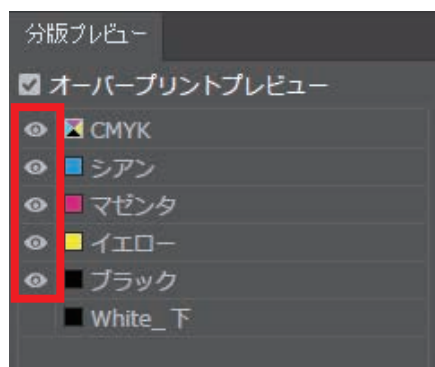 分版プレビュー
オーバープリントプレビュー
CMYK
シアン
マゼンタ
イエロー
ブラック
White_下